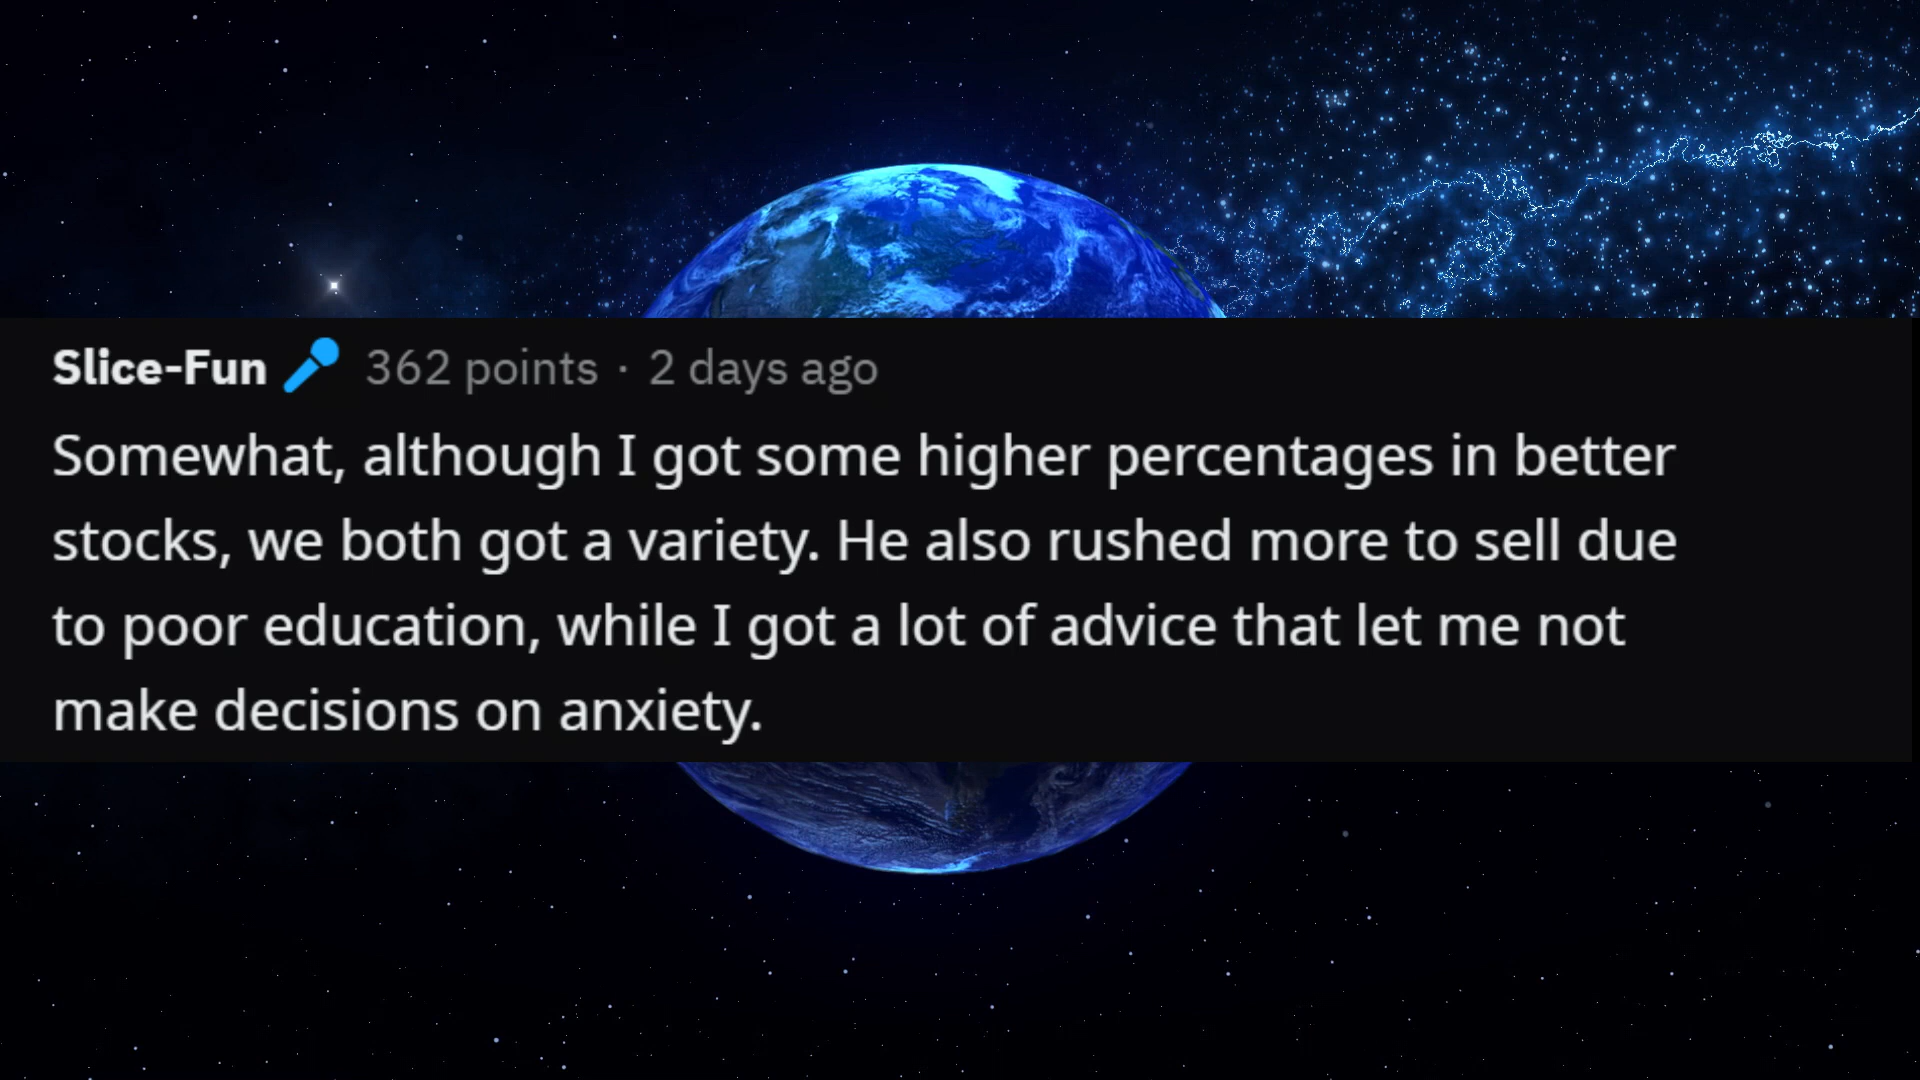 Slice-Fun 🎤 362 points · 2 days ago
Somewhat, although I got some higher percentages in better
stocks, we both got a variety. He also rushed more to sell due
to poor education, while I got a lot of advice that let me not
make decisions on anxiety.